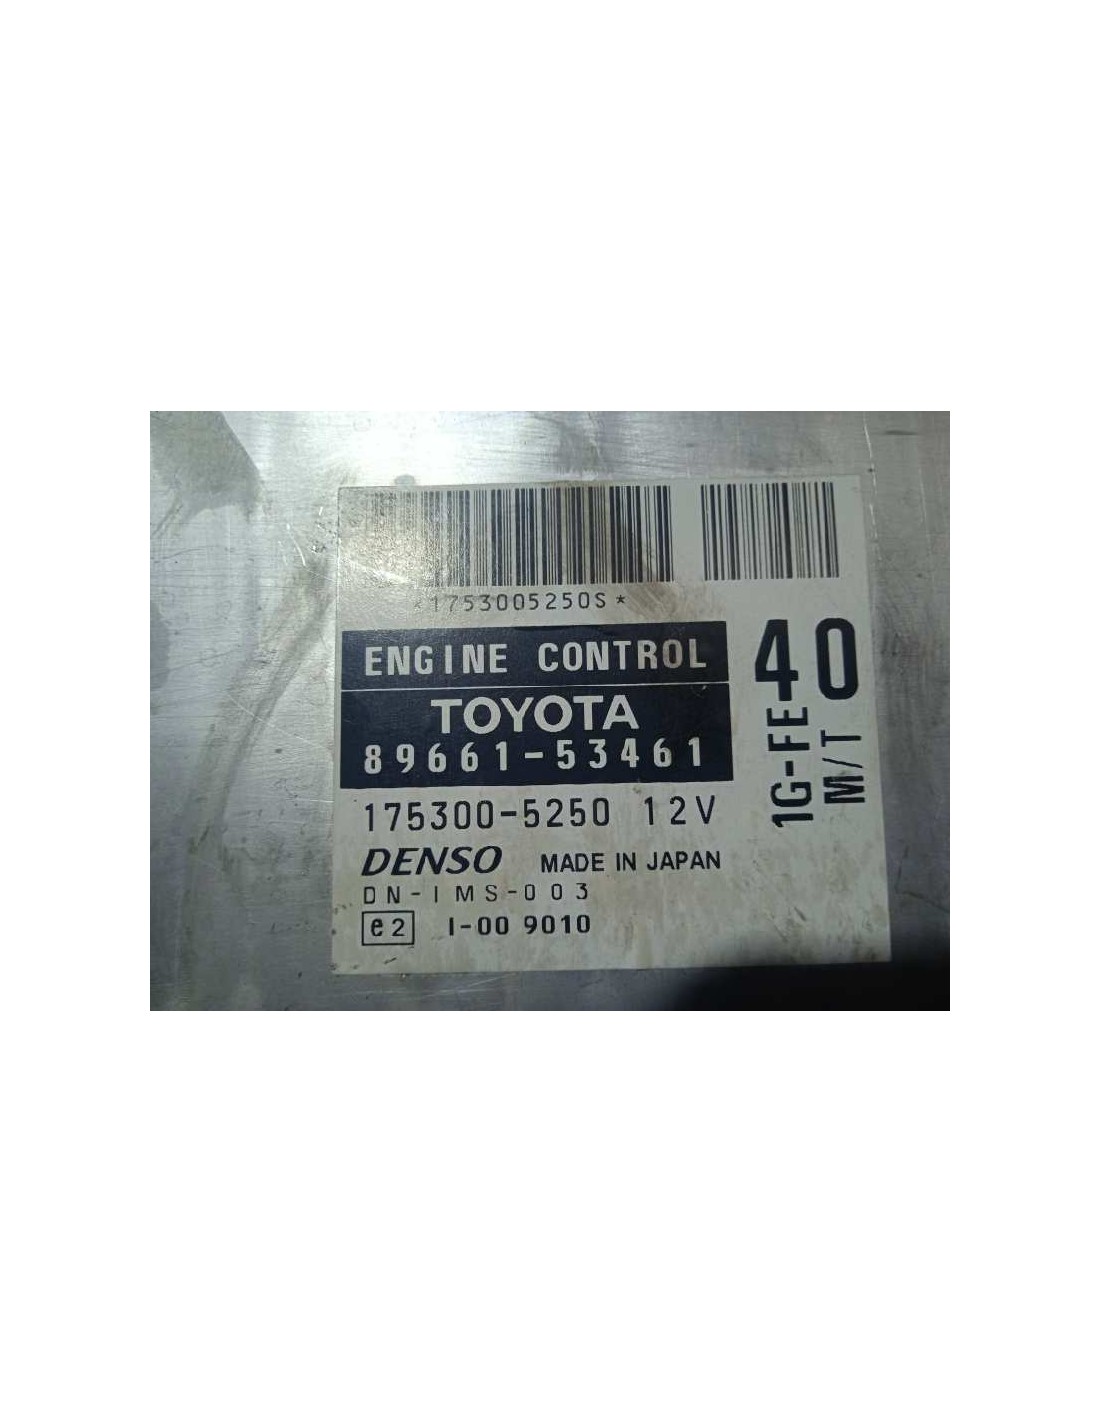 *1753005250S*
ENGINE CONTROL
TOYOTA
89661-53461
175300-5250 12V
DENSO MADE IN JAPAN
DN-IMS-003
e2 I-00 9010
40
1G-FE
M/T